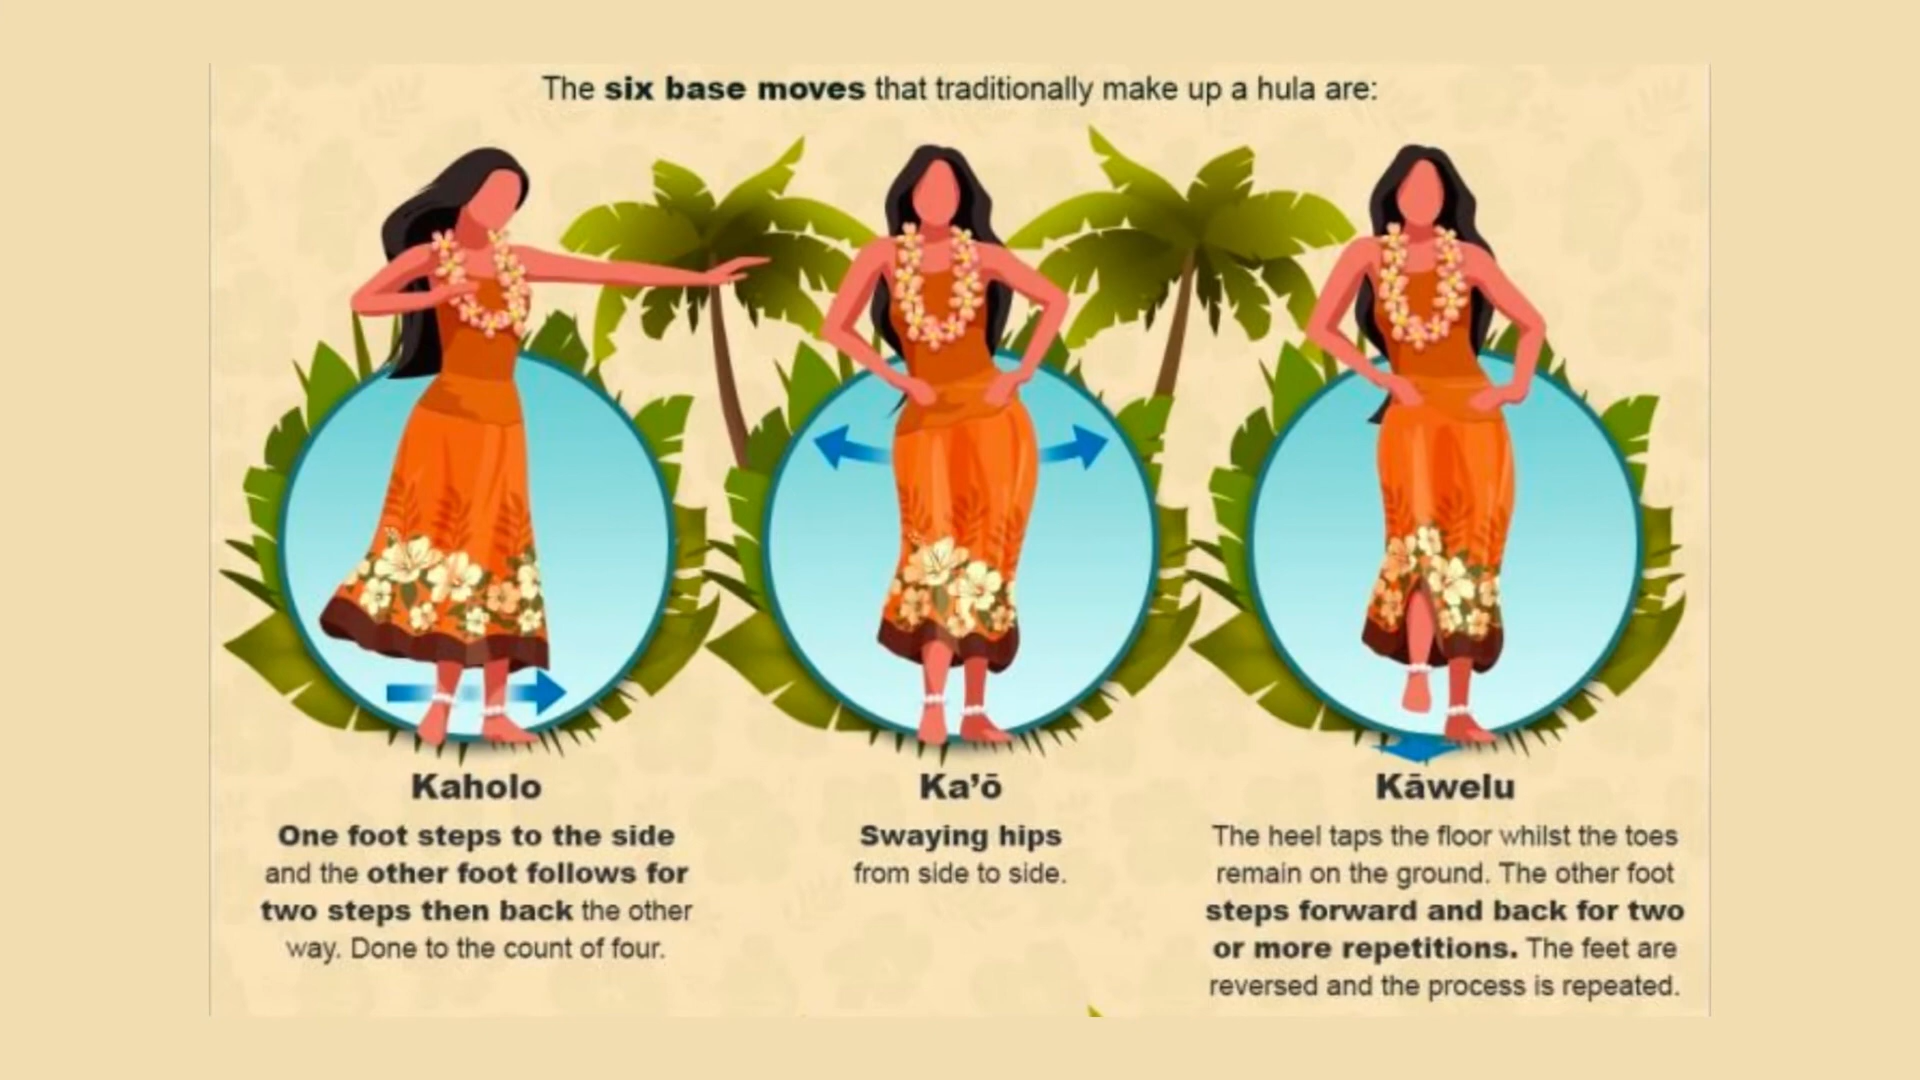 The six base moves that traditionally make up a hula are:
Kaholo
One foot steps to the side
and the other foot follows for
two steps then back the other
way. Done to the count of four.
Ka’ō
Swaying hips
from side to side.
Kāwelu
The heel taps the floor whilst the toes
remain on the ground. The other foot
steps forward and back for two
or more repetitions. The feet are
reversed and the process is repeated.